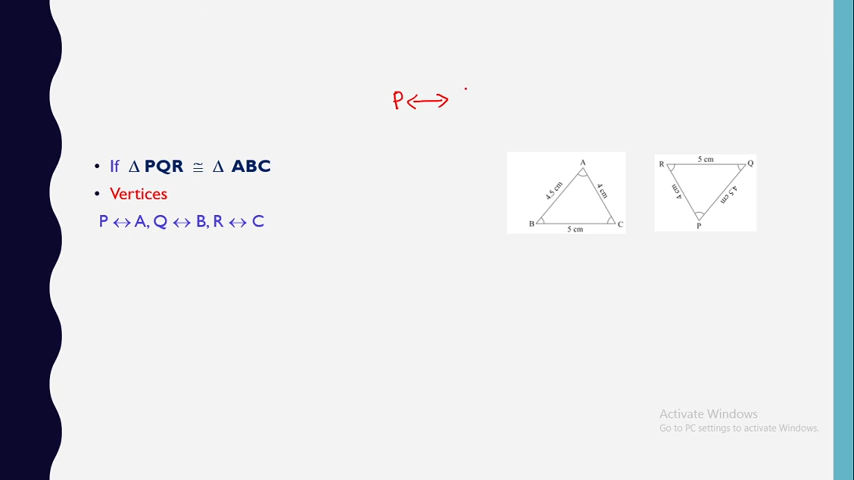 P ↔
• If Δ PQR ≅ Δ ABC
• Vertices
P ↔ A, Q ↔ B, R ↔ C
A
4.5 cm
4 cm
B
C
5 cm
5 cm
R
Q
4 cm
4.5 cm
P
Activate Windows
Go to PC settings to activate Windows.